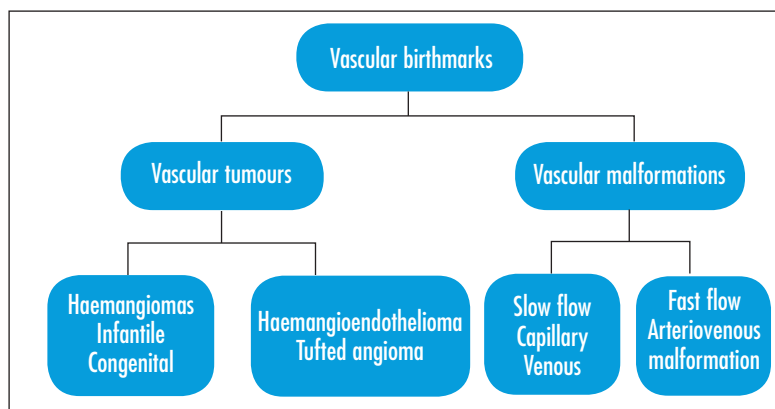 Vascular birthmarks
Vascular tumours
Vascular malformations
Haemangiomas
Infantile
Congenital
Haemangioendothelioma
Tufted angioma
Slow flow
Capillary
Venous
Fast flow
Arteriovenous
malformation